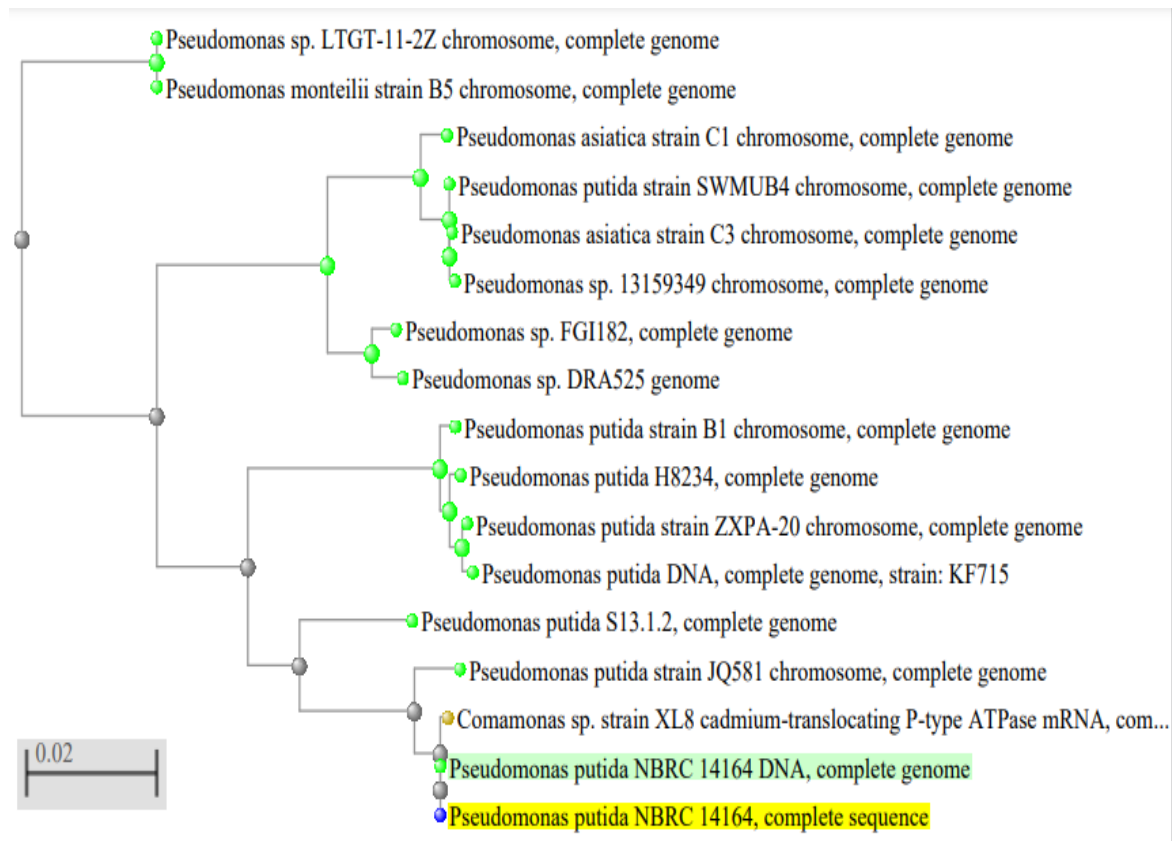 Pseudomonas sp. LTGT-11-2Z chromosome, complete genome
Pseudomonas monteilii strain B5 chromosome, complete genome
Pseudomonas asiatica strain C1 chromosome, complete genome
Pseudomonas putida strain SWMUB4 chromosome, complete genome
Pseudomonas asiatica strain C3 chromosome, complete genome
Pseudomonas sp. 13159349 chromosome, complete genome
Pseudomonas sp. FGI182, complete genome
Pseudomonas sp. DRA525 genome
Pseudomonas putida strain B1 chromosome, complete genome
Pseudomonas putida H8234, complete genome
Pseudomonas putida strain ZXPA-20 chromosome, complete genome
Pseudomonas putida DNA, complete genome, strain: KF715
Pseudomonas putida S13.1.2, complete genome
Pseudomonas putida strain JQ581 chromosome, complete genome
Comamonas sp. strain XL8 cadmium-translocating P-type ATPase mRNA, com...
0.02
Pseudomonas putida NBRC 14164 DNA, complete genome
Pseudomonas putida NBRC 14164, complete sequence